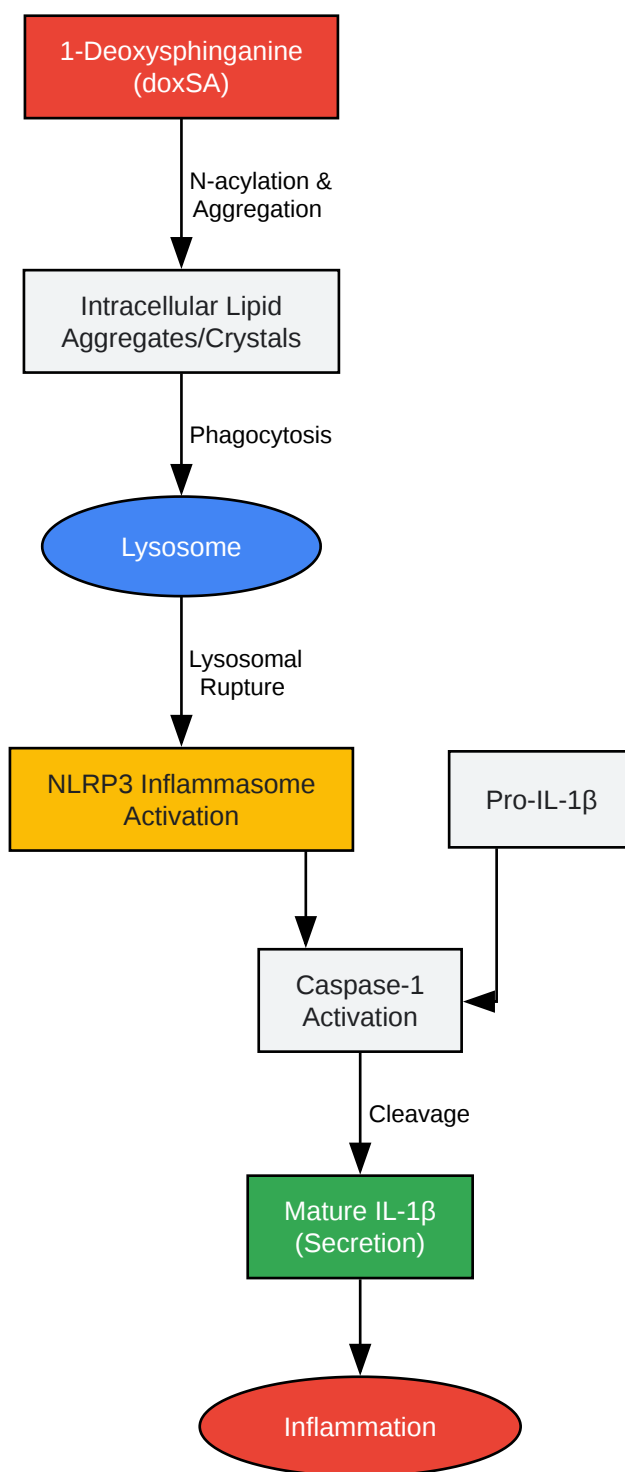 1-Deoxysphinganine
(doxSA)
N-acylation &
Aggregation
Intracellular Lipid
Aggregates/Crystals
Phagocytosis
Lysosome
Lysosomal
Rupture
NLRP3 Inflammasome
Activation
Pro-IL-1β
Caspase-1
Activation
Cleavage
Mature IL-1β
(Secretion)
Inflammation